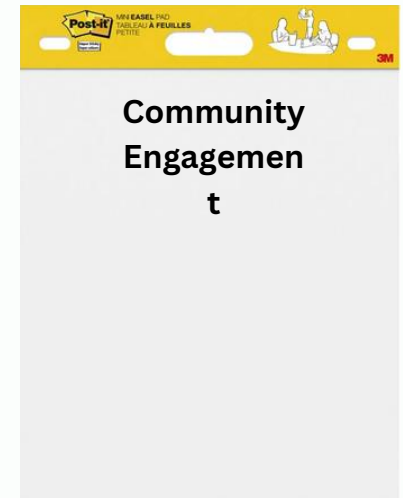 Post-it
MINI EASEL PAD
TABLEAU À FEUILLES
PETITE
3M
Community
Engagemen
t